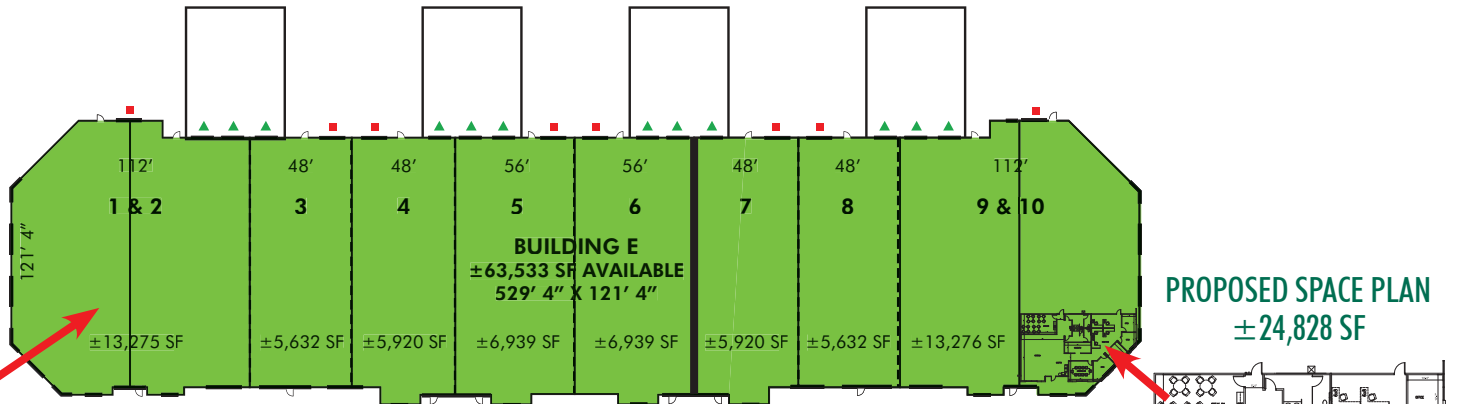 112′ 48′ 48′ 56′ 56′ 48′ 48′ 112′
1 & 2 3 4 5 6 7 8 9 & 10
121′ 4″
BUILDING E
±63,533 SF AVAILABLE
529′ 4″ X 121′ 4″
±13,275 SF ±5,632 SF ±5,920 SF ±6,939 SF ±6,939 SF ±5,920 SF ±5,632 SF ±13,276 SF
PROPOSED SPACE PLAN
±24,828 SF